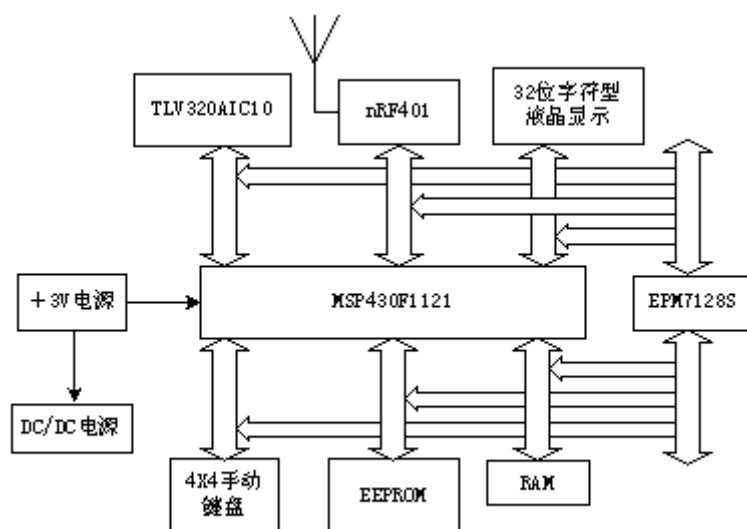 TLV320AIC10
nRF401
32位字符型
液晶显示
＋3V电源
MSP430F1121
EPM7128S
DC/DC电源
4X4手动
键盘
EEPROM
RAM